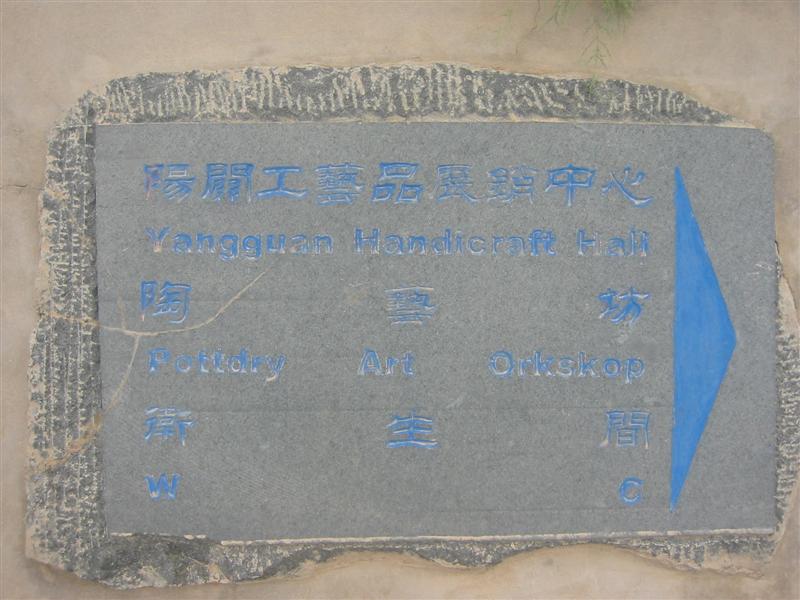 陽關工藝品展銷中心
Yangguan Handicraft Hall
陶藝坊
Pottdry Art Orkskop
衛生間
W C